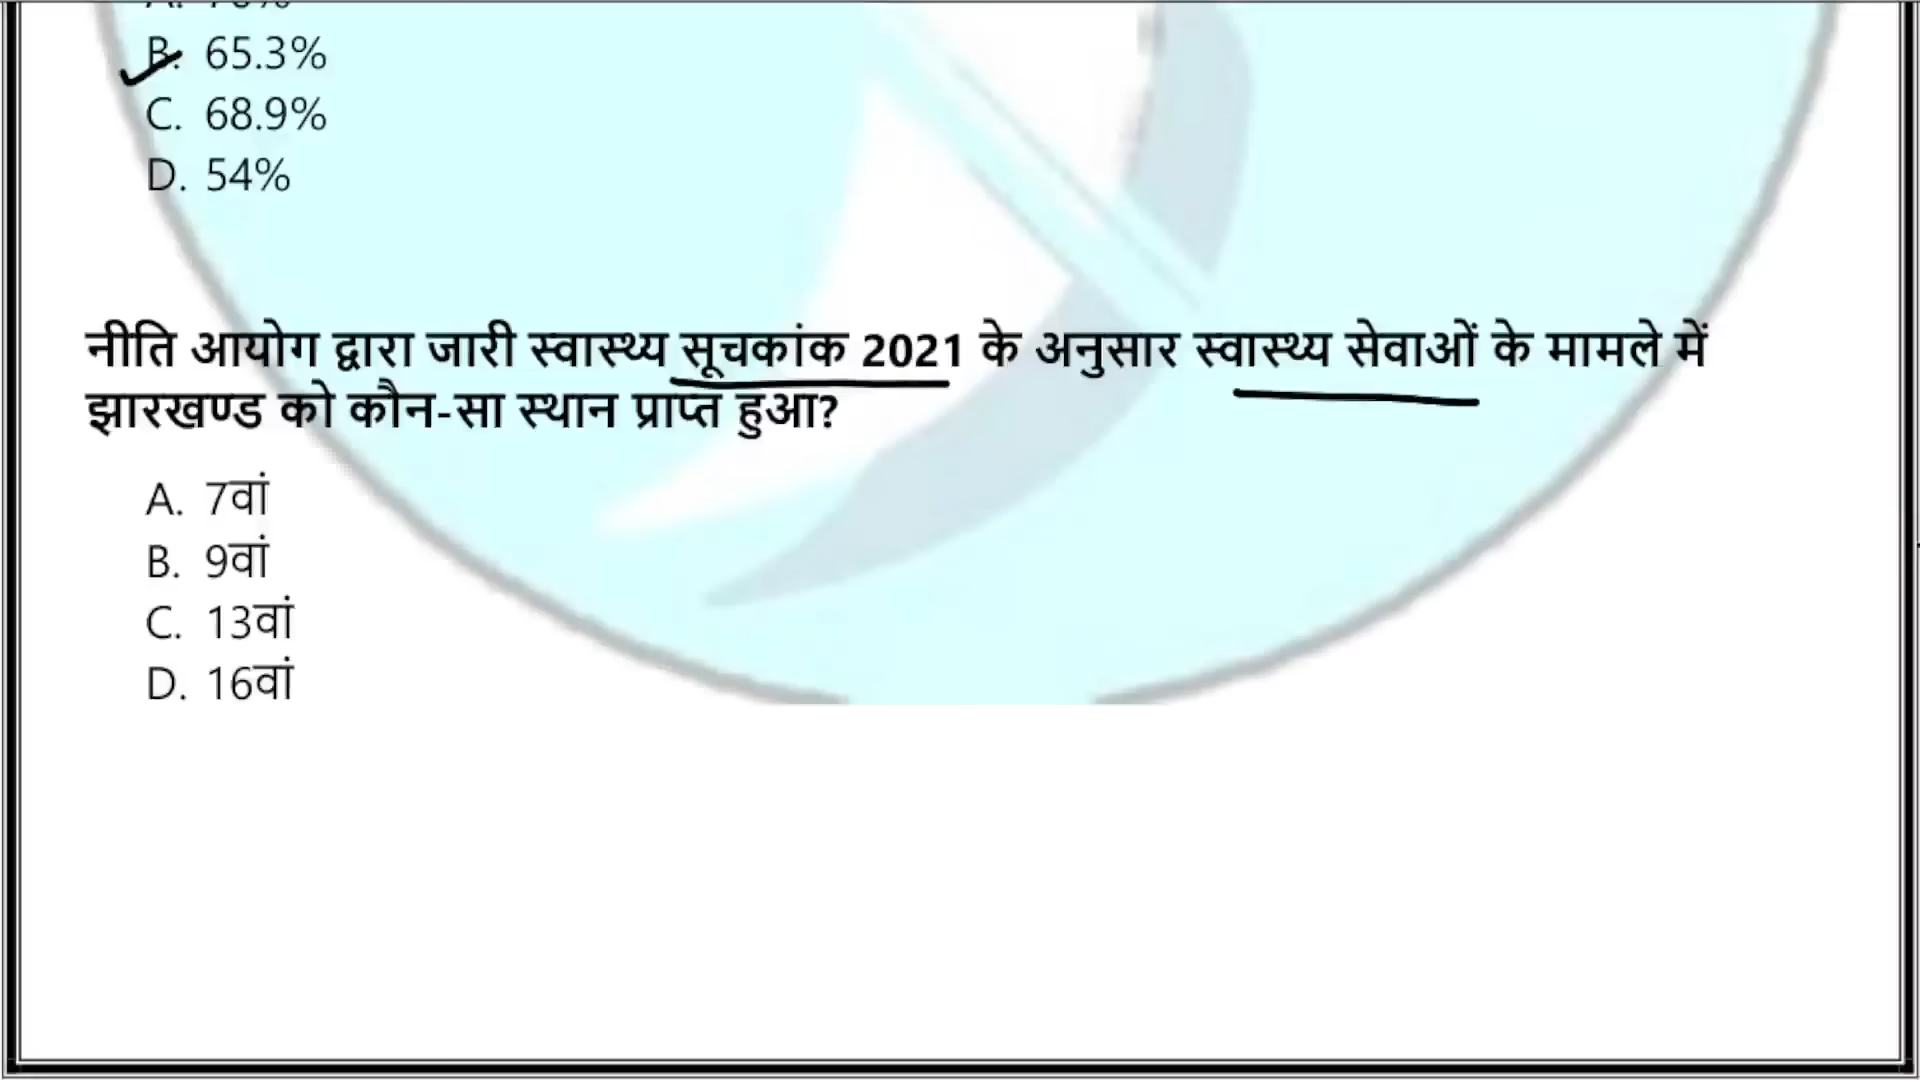 B. 65.3%
C. 68.9%
D. 54%
नीति आयोग द्वारा जारी स्वास्थ्य सूचकांक 2021 के अनुसार स्वास्थ्य सेवाओं के मामले में
झारखण्ड को कौन-सा स्थान प्राप्त हुआ?
A. 7वां
B. 9वां
C. 13वां
D. 16वां